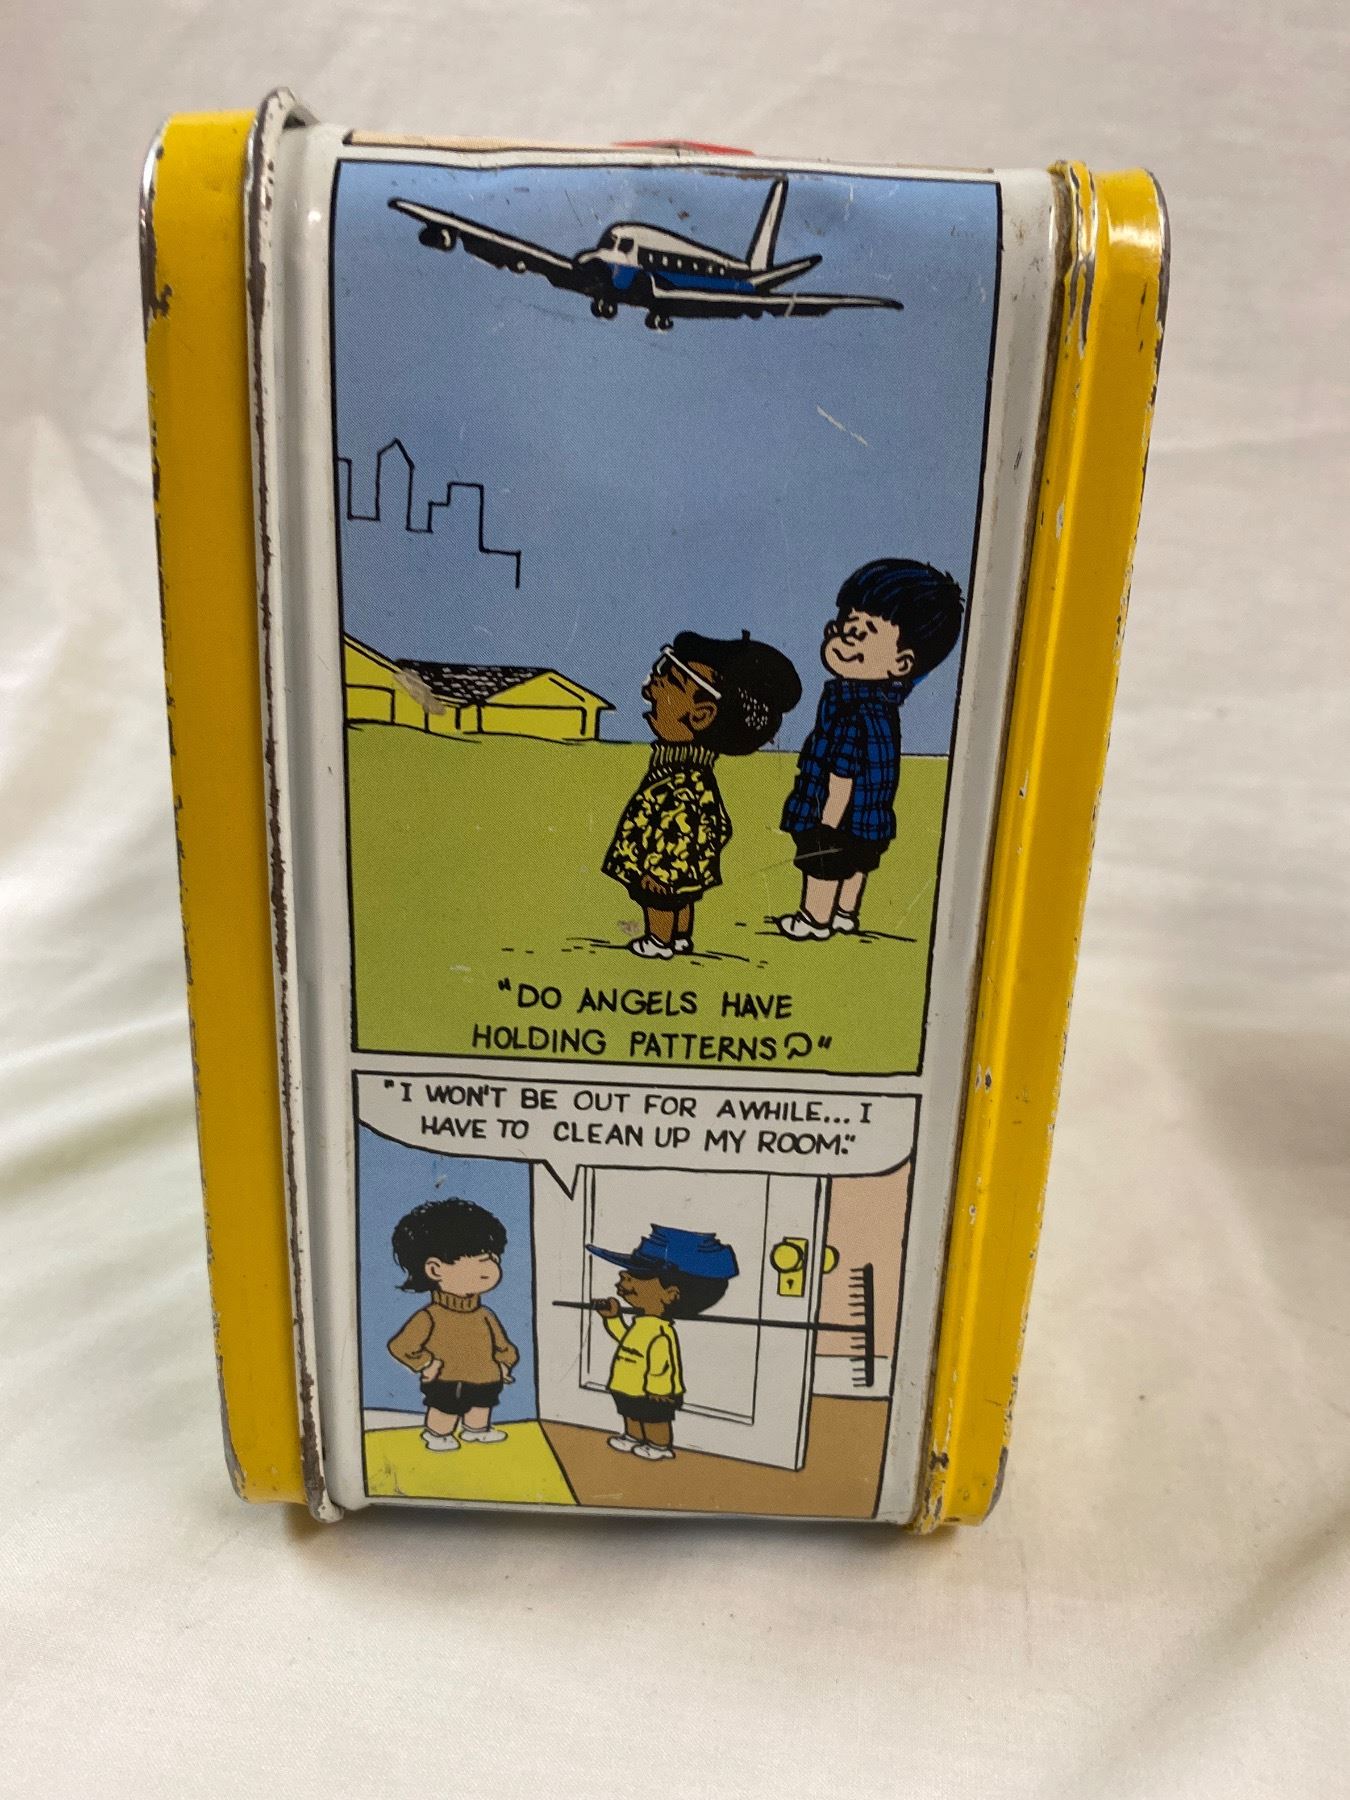 "DO ANGELS HAVE
HOLDING PATTERNS?"
"I WON'T BE OUT FOR AWHILE... I
HAVE TO CLEAN UP MY ROOM."